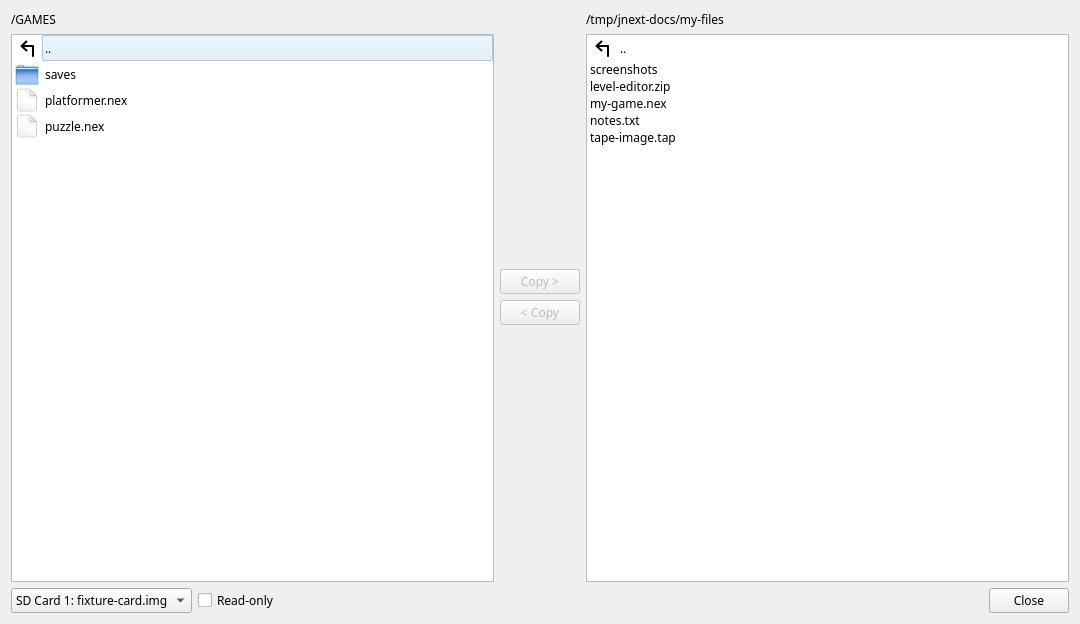 /GAMES
..
saves
platformer.nex
puzzle.nex
/tmp/jnext-docs/my-files
..
screenshots
level-editor.zip
my-game.nex
notes.txt
tape-image.tap
Copy >
< Copy
SD Card 1: fixture-card.img
Read-only
Close